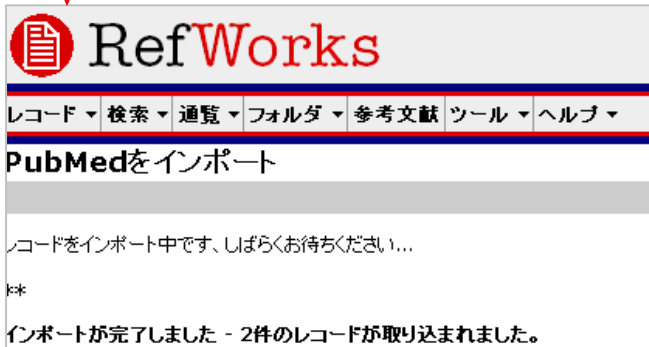 RefWorks
レコード ▾ 検索 ▾ 通覧 ▾ フォルダ ▾ 参考文献 ツール ▾ ヘルプ ▾
PubMedをインポート
レコードをインポート中です、しばらくお待ちください...
**
インポートが完了しました - 2件のレコードが取り込まれました。